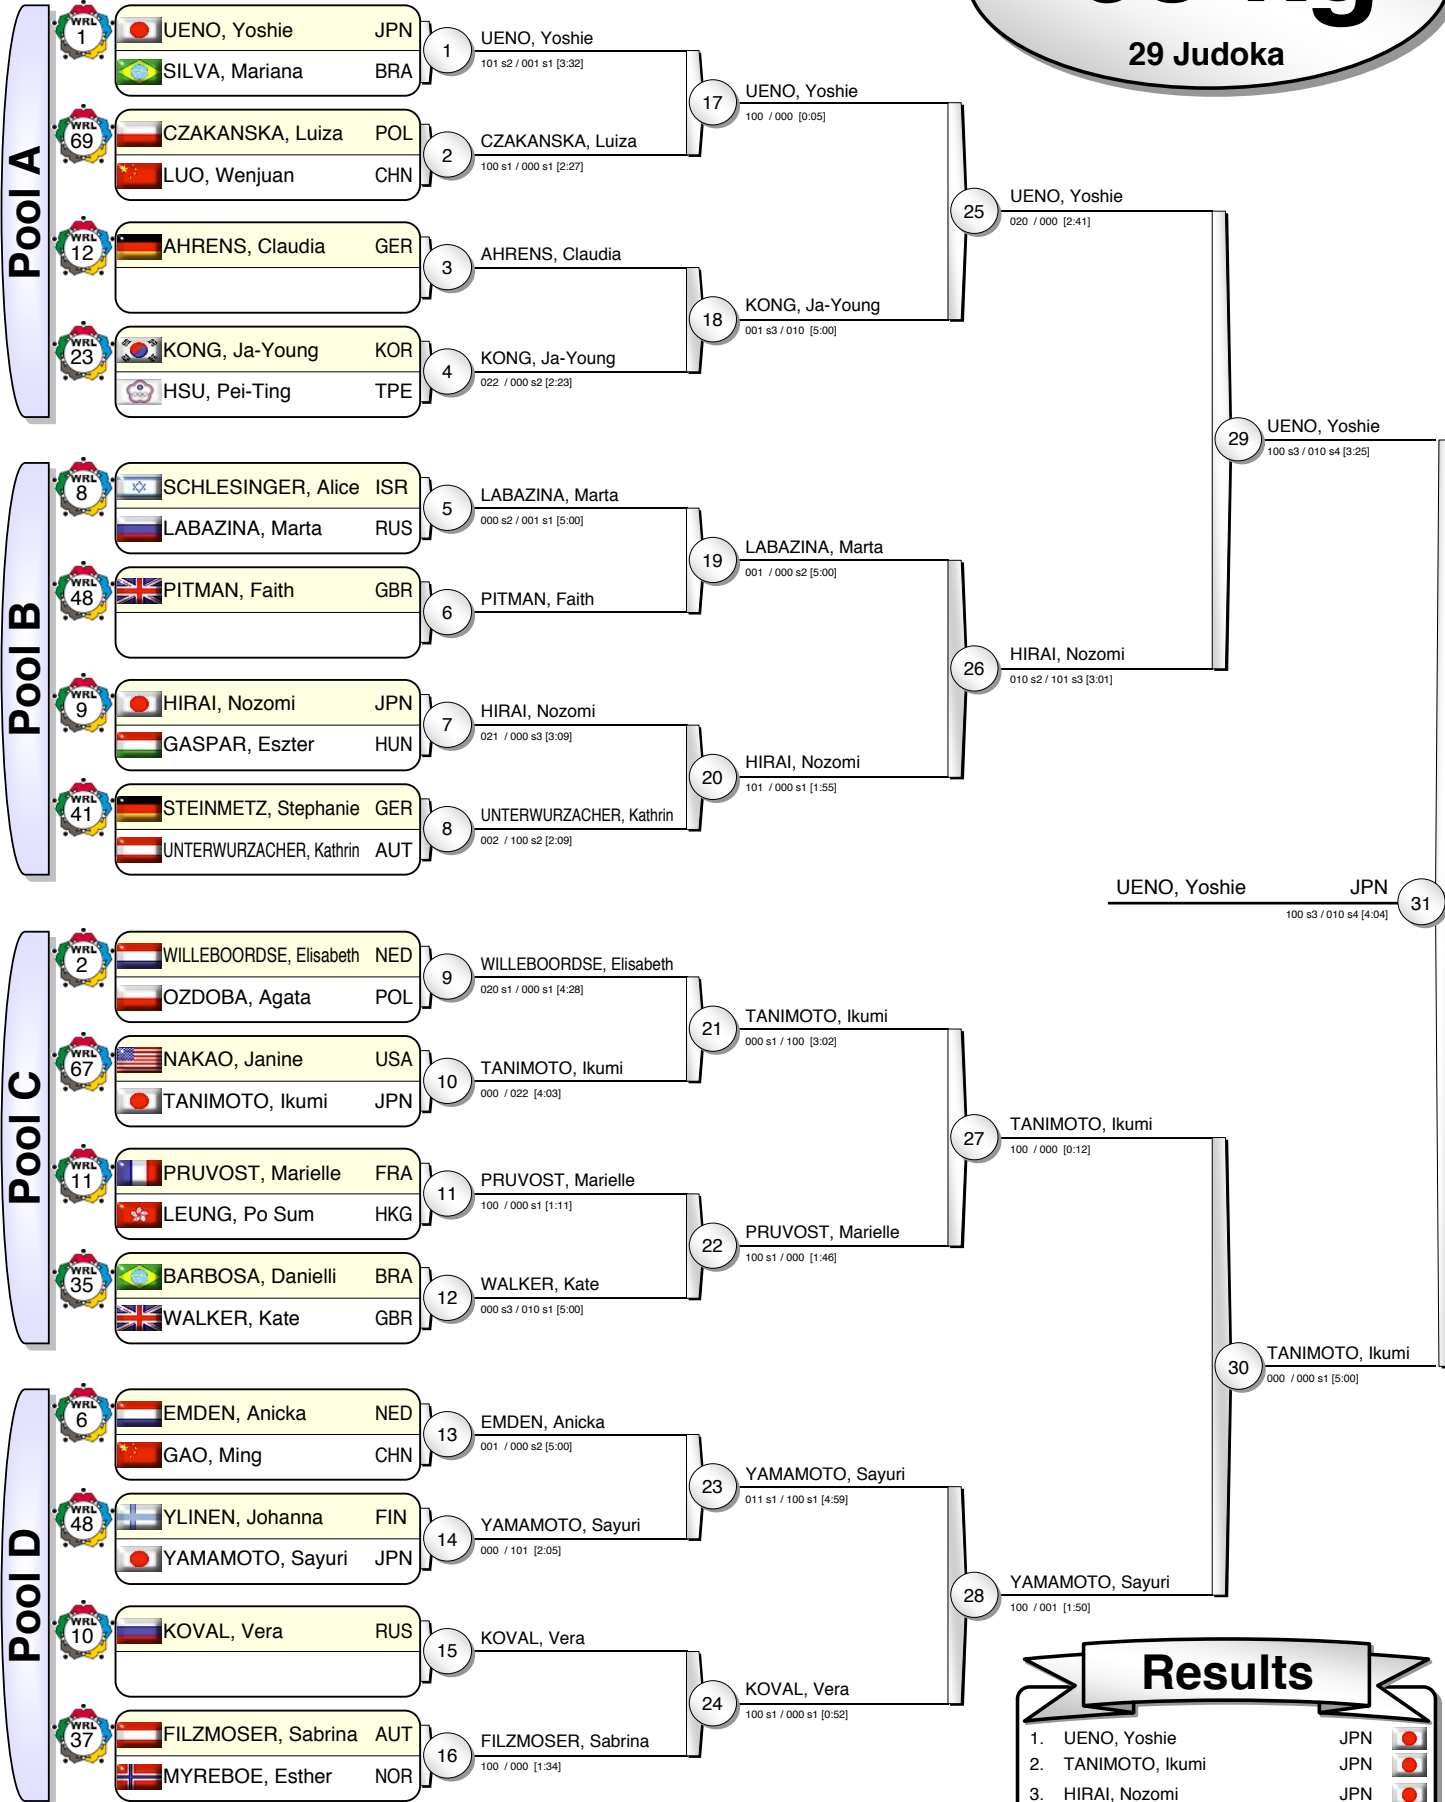 29 Judoka
Pool A
WRL 1
UENO, Yoshie JPN
SILVA, Mariana BRA
WRL 69
CZAKANSKA, Luiza POL
LUO, Wenjuan CHN
WRL 12
AHRENS, Claudia GER
WRL 23
KONG, Ja-Young KOR
HSU, Pei-Ting TPE
1
UENO, Yoshie
101 s2 / 001 s1 [3:32]
2
CZAKANSKA, Luiza
100 s1 / 000 s1 [2:27]
3
AHRENS, Claudia
4
KONG, Ja-Young
022 / 000 s2 [2:23]
17
UENO, Yoshie
100 / 000 [0:05]
18
KONG, Ja-Young
001 s3 / 010 [5:00]
25
UENO, Yoshie
020 / 000 [2:41]
Pool B
WRL 8
SCHLESINGER, Alice ISR
LABAZINA, Marta RUS
WRL 48
PITMAN, Faith GBR
WRL 9
HIRAI, Nozomi JPN
GASPAR, Eszter HUN
WRL 41
STEINMETZ, Stephanie GER
UNTERWURZACHER, Kathrin AUT
5
LABAZINA, Marta
000 s2 / 001 s1 [5:00]
6
PITMAN, Faith
7
HIRAI, Nozomi
021 / 000 s3 [3:09]
8
UNTERWURZACHER, Kathrin
002 / 100 s2 [2:09]
19
LABAZINA, Marta
001 / 000 s2 [5:00]
20
HIRAI, Nozomi
101 / 000 s1 [1:55]
26
HIRAI, Nozomi
010 s2 / 101 s3 [3:01]
29
UENO, Yoshie
100 s3 / 010 s4 [3:25]
UENO, Yoshie JPN
100 s3 / 010 s4 [4:04]
31
Pool C
WRL 2
WILLEBOORDSE, Elisabeth NED
OZDOBA, Agata POL
WRL 67
NAKAO, Janine USA
TANIMOTO, Ikumi JPN
WRL 11
PRUVOST, Marielle FRA
LEUNG, Po Sum HKG
WRL 35
BARBOSA, Danielli BRA
WALKER, Kate GBR
9
WILLEBOORDSE, Elisabeth
020 s1 / 000 s1 [4:28]
10
TANIMOTO, Ikumi
000 / 022 [4:03]
11
PRUVOST, Marielle
100 / 000 s1 [1:11]
12
WALKER, Kate
000 s3 / 010 s1 [5:00]
21
TANIMOTO, Ikumi
000 s1 / 100 [3:02]
22
PRUVOST, Marielle
100 s1 / 000 [1:46]
27
TANIMOTO, Ikumi
100 / 000 [0:12]
Pool D
WRL 6
EMDEN, Anicka NED
GAO, Ming CHN
WRL 48
YLINEN, Johanna FIN
YAMAMOTO, Sayuri JPN
WRL 10
KOVAL, Vera RUS
WRL 37
FILZMOSER, Sabrina AUT
MYREBOE, Esther NOR
13
EMDEN, Anicka
001 / 000 s2 [5:00]
14
YAMAMOTO, Sayuri
000 / 101 [2:05]
15
KOVAL, Vera
16
FILZMOSER, Sabrina
100 / 000 [1:34]
23
YAMAMOTO, Sayuri
011 s1 / 100 s1 [4:59]
24
KOVAL, Vera
100 s1 / 000 s1 [0:52]
28
YAMAMOTO, Sayuri
100 / 001 [1:50]
30
TANIMOTO, Ikumi
000 / 000 s1 [5:00]
Results
1. UENO, Yoshie JPN
2. TANIMOTO, Ikumi JPN
3. HIRAI, Nozomi JPN